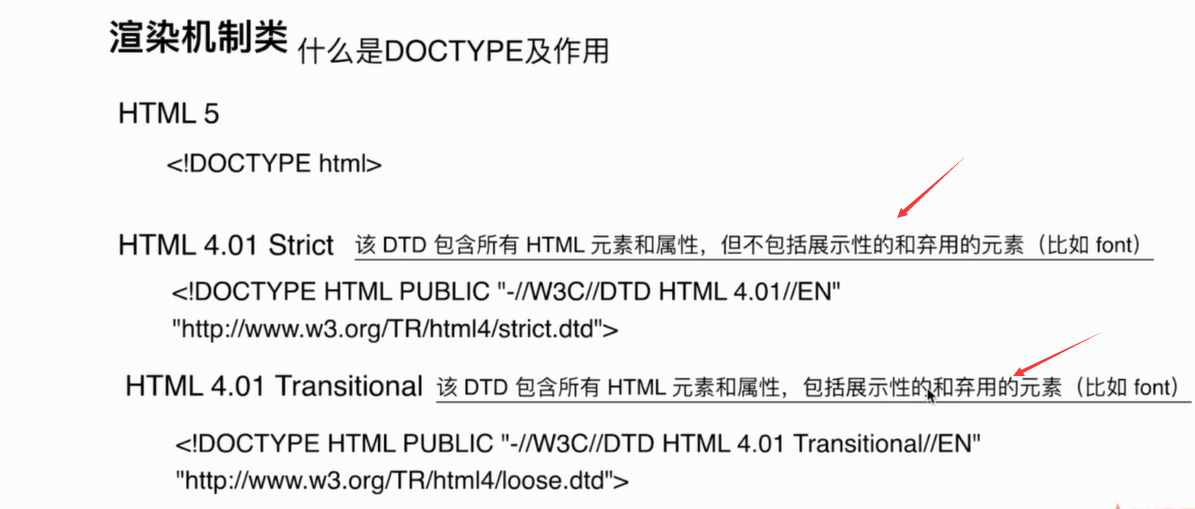 渲染机制类 什么是DOCTYPE及作用
HTML 5
<!DOCTYPE html>
HTML 4.01 Strict 该 DTD 包含所有 HTML 元素和属性，但不包括展示性的和弃用的元素（比如 font）
<!DOCTYPE HTML PUBLIC "-//W3C//DTD HTML 4.01//EN"
"http://www.w3.org/TR/html4/strict.dtd">
HTML 4.01 Transitional 该 DTD 包含所有 HTML 元素和属性，包括展示性的和弃用的元素（比如 font）
<!DOCTYPE HTML PUBLIC "-//W3C//DTD HTML 4.01 Transitional//EN"
"http://www.w3.org/TR/html4/loose.dtd">